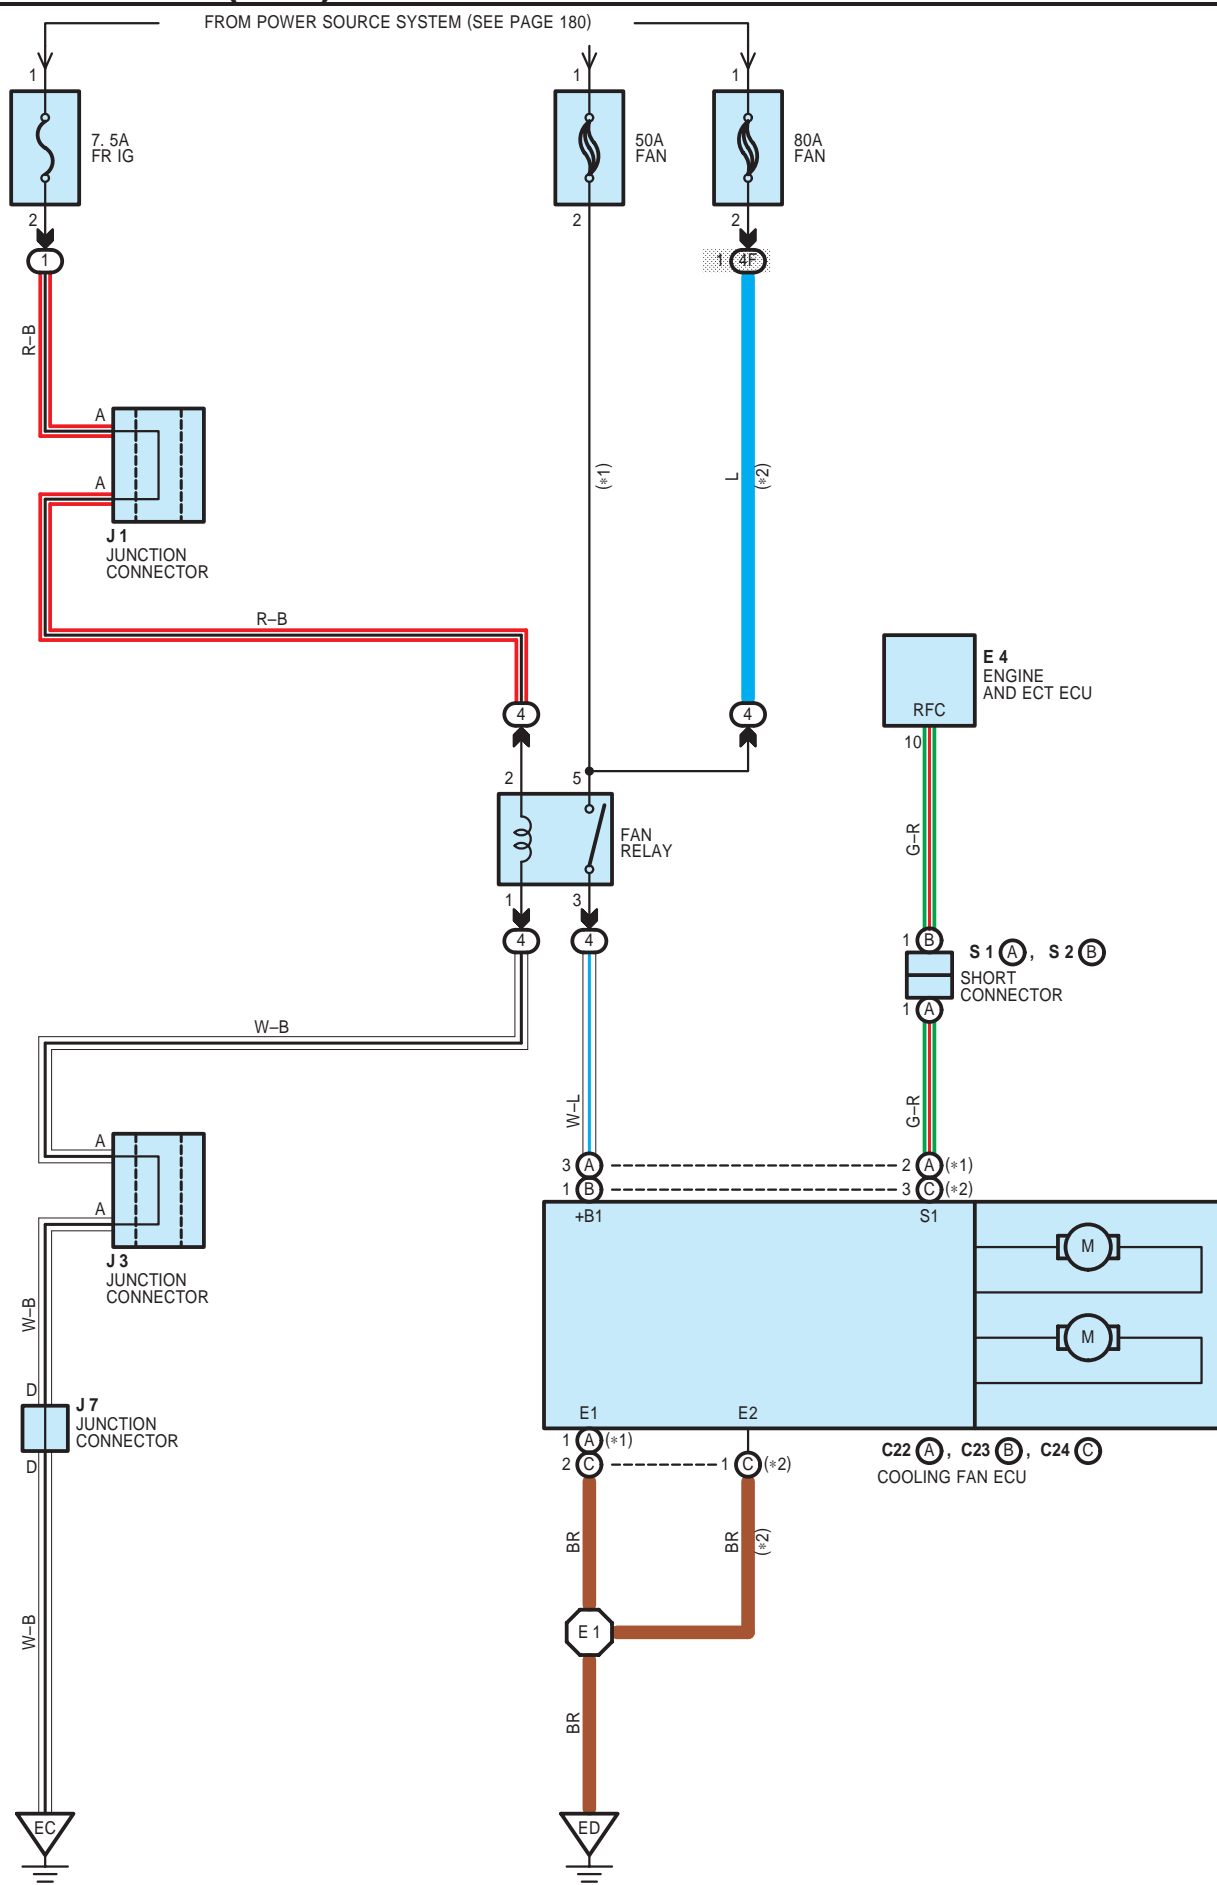 FROM POWER SOURCE SYSTEM (SEE PAGE 180)
1
1
1
7. 5A
FR IG
50A
FAN
80A
FAN
2
2
2
1
1 4F
R–B
A
A
J 1
JUNCTION
CONNECTOR
(*1)
L
(*2)
R–B
4
4
E 4
ENGINE
AND ECT ECU
RFC
10
2
5
FAN
RELAY
G–R
1
3
4
4
1 B
S 1 A , S 2 B
SHORT
CONNECTOR
1 A
W–B
W–L
G–R
A
A
J 3
JUNCTION
CONNECTOR
3 A
2 A (*1)
1 B
3 C (*2)
+B1
S1
M
M
W–B
D
J 7
JUNCTION
CONNECTOR
D
E1
E2
1 A (*1)
2 C
1 C (*2)
C22 A , C23 B , C24 C
COOLING FAN ECU
BR
BR
(*2)
W–B
E 1
BR
EC
ED